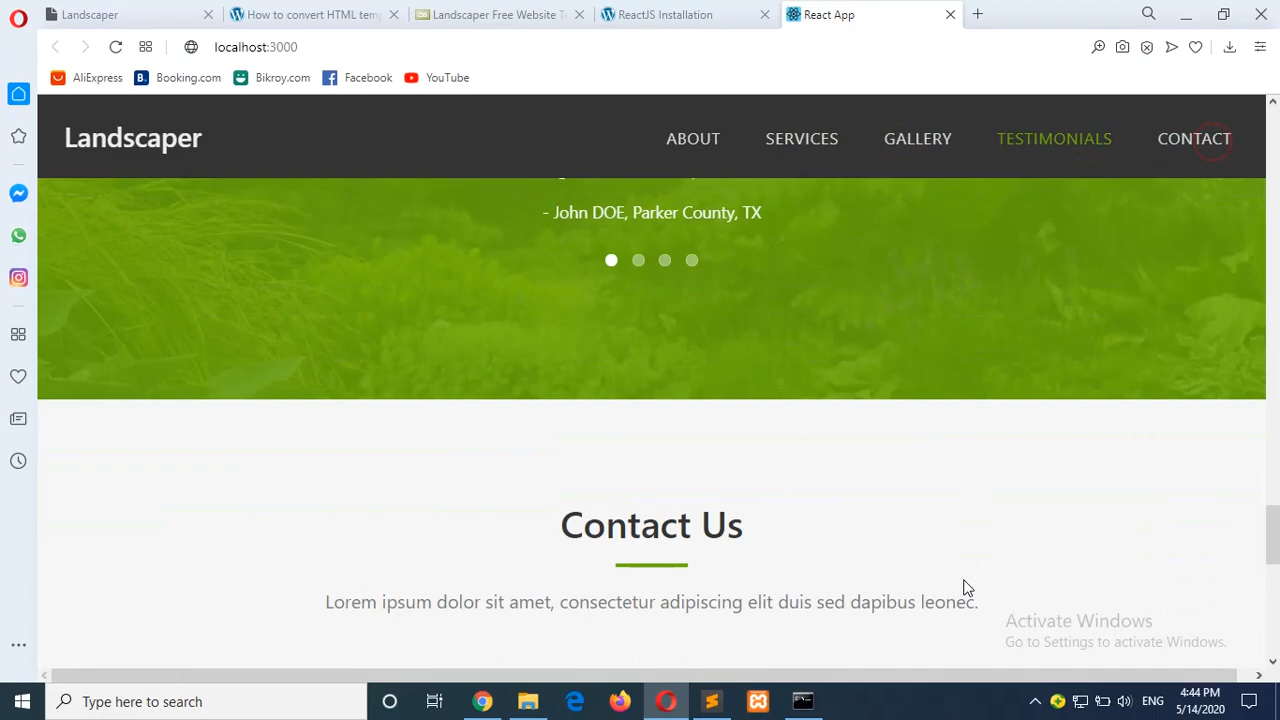 Landscaper
How to convert HTML tem
Landscaper Free Website T
ReactJS Installation
React App
localhost:3000
AliExpress
Booking.com
Bikroy.com
Facebook
YouTube
Landscaper
ABOUT
SERVICES
GALLERY
TESTIMONIALS
CONTACT
- John DOE, Parker County, TX
Contact Us
Lorem ipsum dolor sit amet, consectetur adipiscing elit duis sed dapibus leonec.
Activate Windows
Go to Settings to activate Windows.
Type here to search
ENG
4:44 PM
5/14/2020